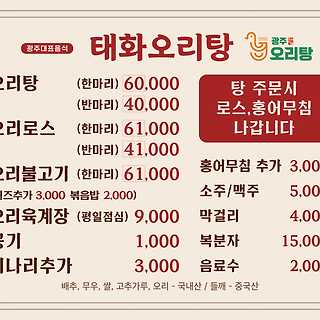 광주대표음식
태화오리탕
광주 오리탕
오리탕 (한마리) 60,000
(반마리) 40,000
오리로스 (한마리) 61,000
(반마리) 41,000
오리불고기 (한마리) 61,000
즈추가 3,000 볶음밥 2,000)
오리육계장 (평일점심) 9,000
공기 1,000
미나리추가 3,000
탕 주문시
로스,홍어무침
나갑니다
홍어무침 추가 3,00
소주/맥주 5,00
막걸리 4,00
복분자 15,00
음료수 2,00
배추, 무우, 쌀, 고추가루, 오리 - 국내산 / 들깨 - 중국산